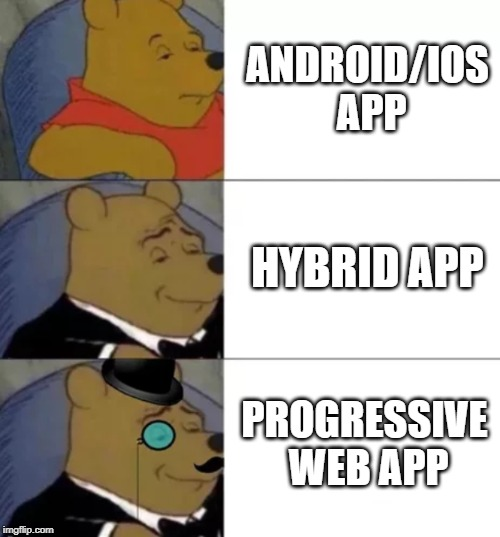 ANDROID/IOS
APP
HYBRID APP
PROGRESSIVE
WEB APP
imgflip.com